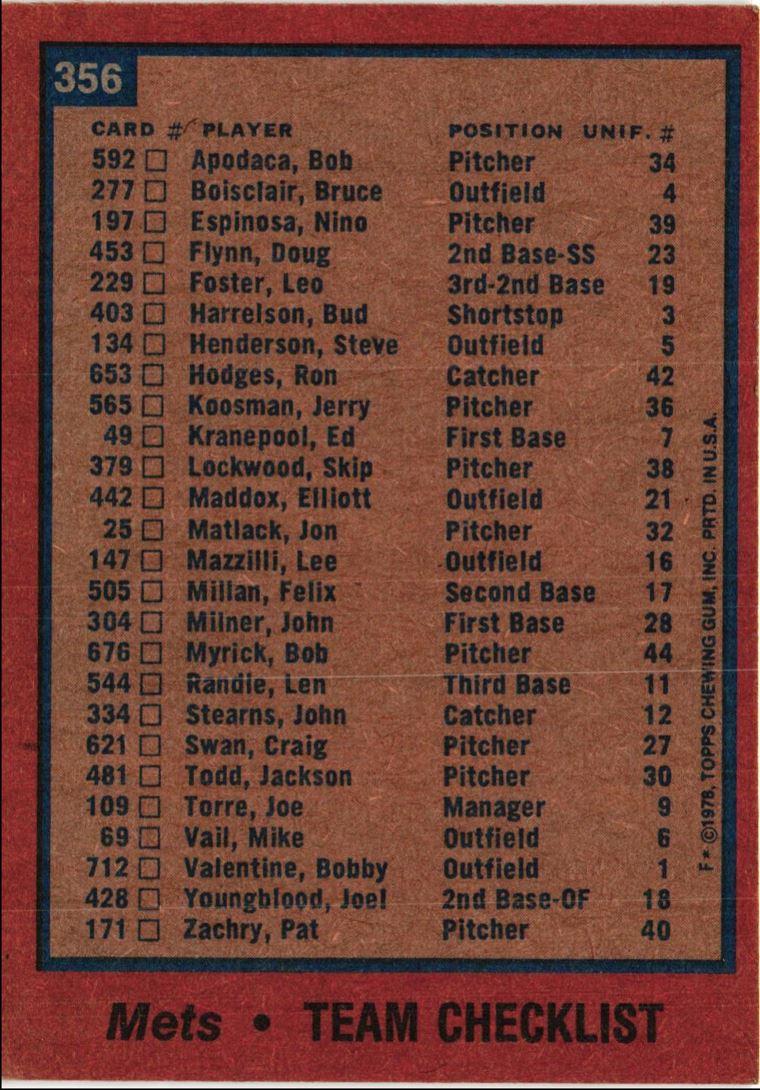 356
CARD # PLAYER POSITION UNIF. #
592 □ Apodaca, Bob Pitcher 34
277 □ Boisclair, Bruce Outfield 4
197 □ Espinosa, Nino Pitcher 39
453 □ Flynn, Doug 2nd Base-SS 23
229 □ Foster, Leo 3rd-2nd Base 19
403 □ Harrelson, Bud Shortstop 3
134 □ Henderson, Steve Outfield 5
653 □ Hodges, Ron Catcher 42
565 □ Koosman, Jerry Pitcher 36
49 □ Kranepool, Ed First Base 7
379 □ Lockwood, Skip Pitcher 38
442 □ Maddox, Elliott Outfield 21
25 □ Matlack, Jon Pitcher 32
147 □ Mazzilli, Lee Outfield 16
505 □ Millan, Felix Second Base 17
304 □ Milner, John First Base 28
676 □ Myrick, Bob Pitcher 44
544 □ Randle, Len Third Base 11
334 □ Stearns, John Catcher 12
621 □ Swan, Craig Pitcher 27
481 □ Todd, Jackson Pitcher 30
109 □ Torre, Joe Manager 9
69 □ Vail, Mike Outfield 6
712 □ Valentine, Bobby Outfield 1
428 □ Youngblood, Joel 2nd Base-OF 18
171 □ Zachry, Pat Pitcher 40
F* ©1978, TOPPS CHEWING GUM, INC. PRTD. IN U.S.A.
Mets • TEAM CHECKLIST